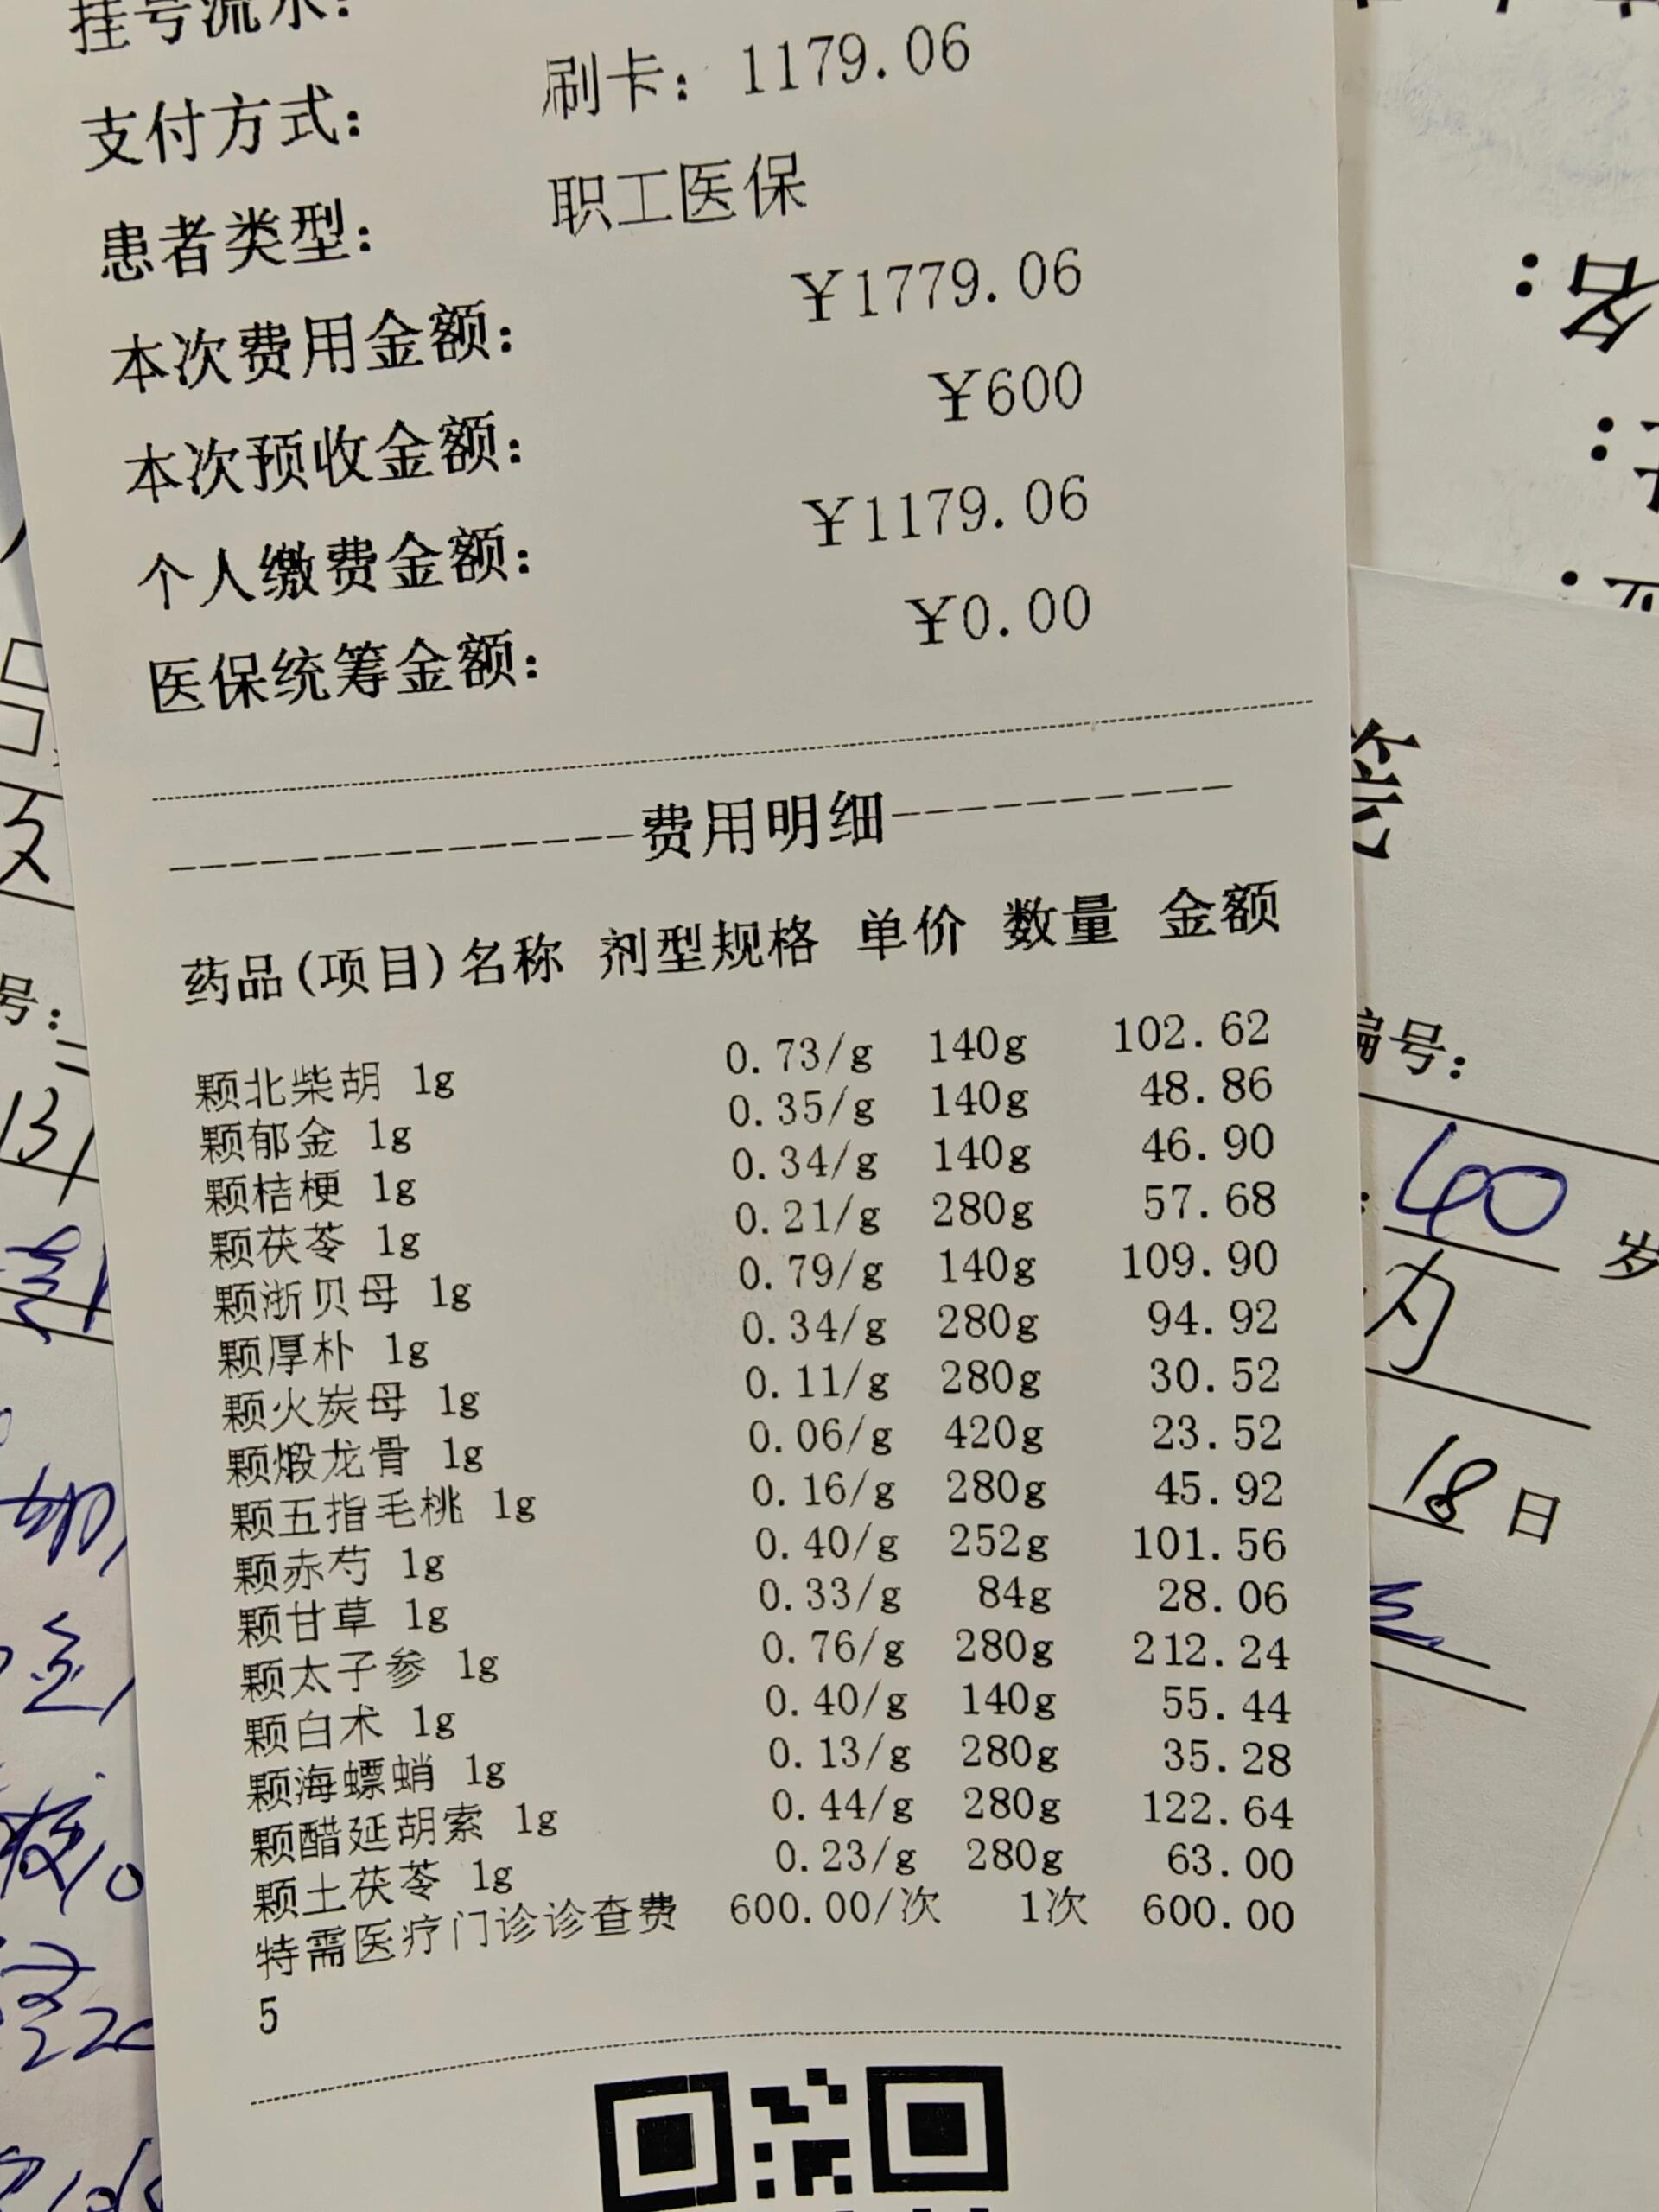 挂号流水:
支付方式: 刷卡: 1179.06
患者类型: 职工医保
本次费用金额: ¥1779.06
本次预收金额: ¥600
个人缴费金额: ¥1179.06
医保统筹金额: ¥0.00
费用明细
药品(项目)名称 剂型规格 单价 数量 金额
颗北柴胡 1g 0.73/g 140g 102.62
颗郁金 1g 0.35/g 140g 48.86
颗桔梗 1g 0.34/g 140g 46.90
颗茯苓 1g 0.21/g 280g 57.68
颗浙贝母 1g 0.79/g 140g 109.90
颗厚朴 1g 0.34/g 280g 94.92
颗火炭母 1g 0.11/g 280g 30.52
颗煅龙骨 1g 0.06/g 420g 23.52
颗五指毛桃 1g 0.16/g 280g 45.92
颗赤芍 1g 0.40/g 252g 101.56
颗甘草 1g 0.33/g 84g 28.06
颗太子参 1g 0.76/g 280g 212.24
颗白术 1g 0.40/g 140g 55.44
颗海螵蛸 1g 0.13/g 280g 35.28
颗醋延胡索 1g 0.44/g 280g 122.64
颗土茯苓 1g 0.23/g 280g 63.00
特需医疗门诊诊查费 600.00/次 1次 600.00
5
名:
号:
编号:
40 岁
18日